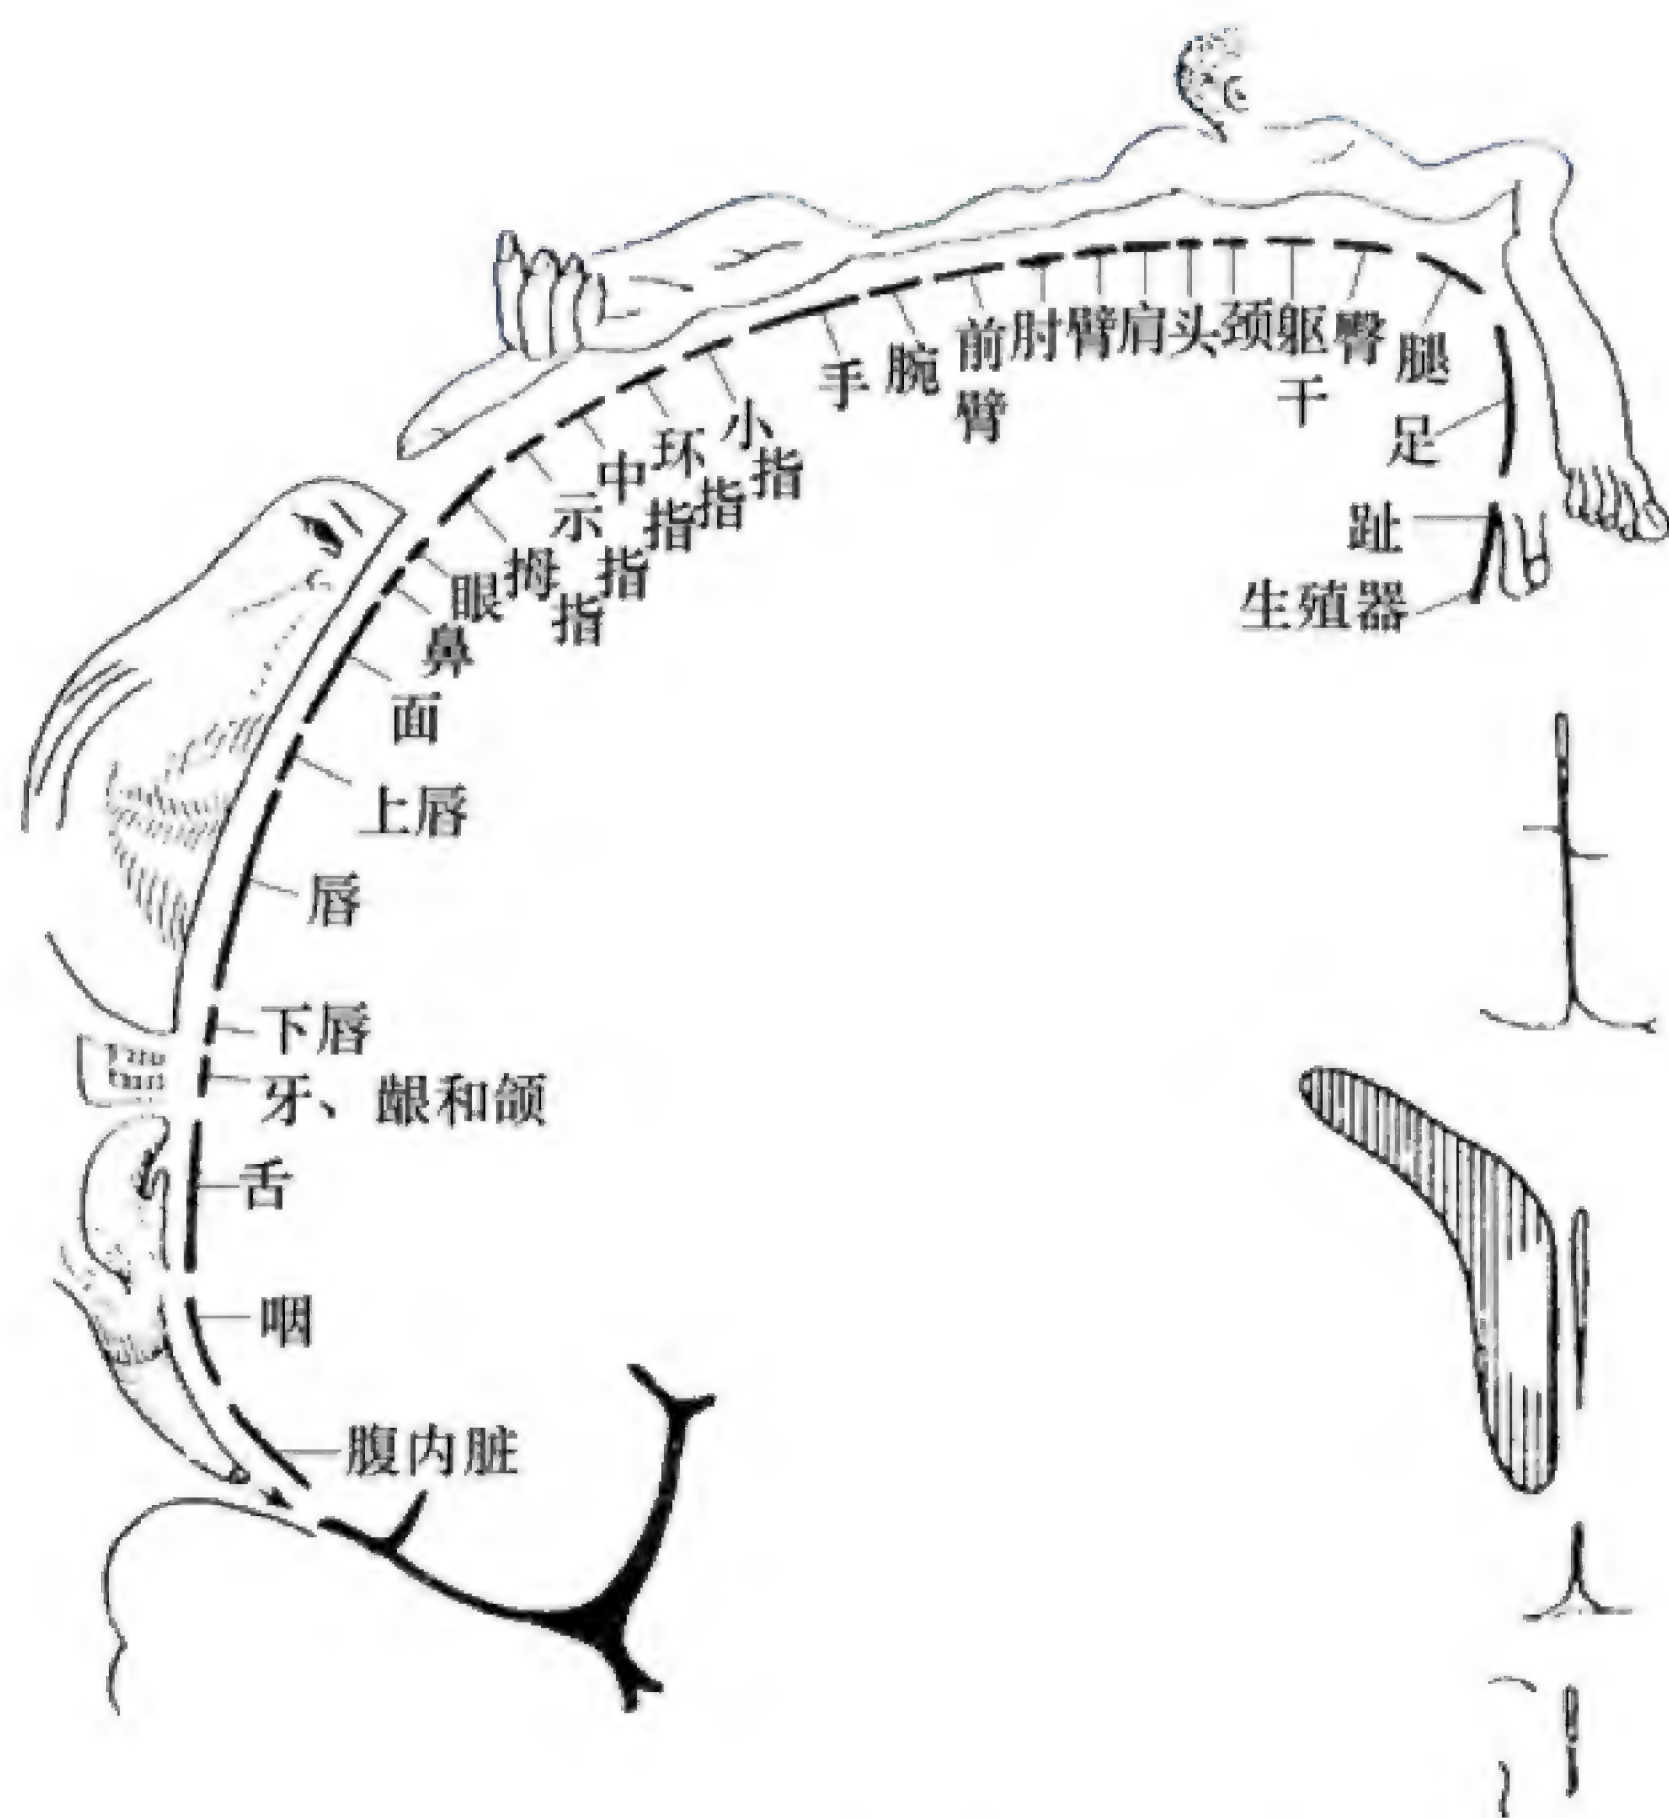 生殖器
趾
足
腿
臀
躯干
颈
头
肩
臂
肘
前臂
腕
手
小指
环指
中指
示指
拇指
眼
鼻
面
上唇
唇
下唇
牙、龈和颌
舌
咽
腹内脏